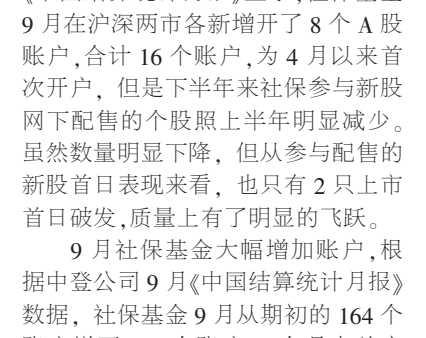 9 月在沪深两市各新增开了 8 个 A 股
账户,合计 16 个账户,为 4 月以来首
次开户，但是下半年来社保参与新股
网下配售的个股照上半年明显减少。
虽然数量明显下降，但从参与配售的
新股首日表现来看，也只有 2 只上市
首日破发,质量上有了明显的飞跃。
9 月社保基金大幅增加账户,根
据中登公司 9 月《中国结算统计月报》
数据，社保基金 9 月从期初的 164 个